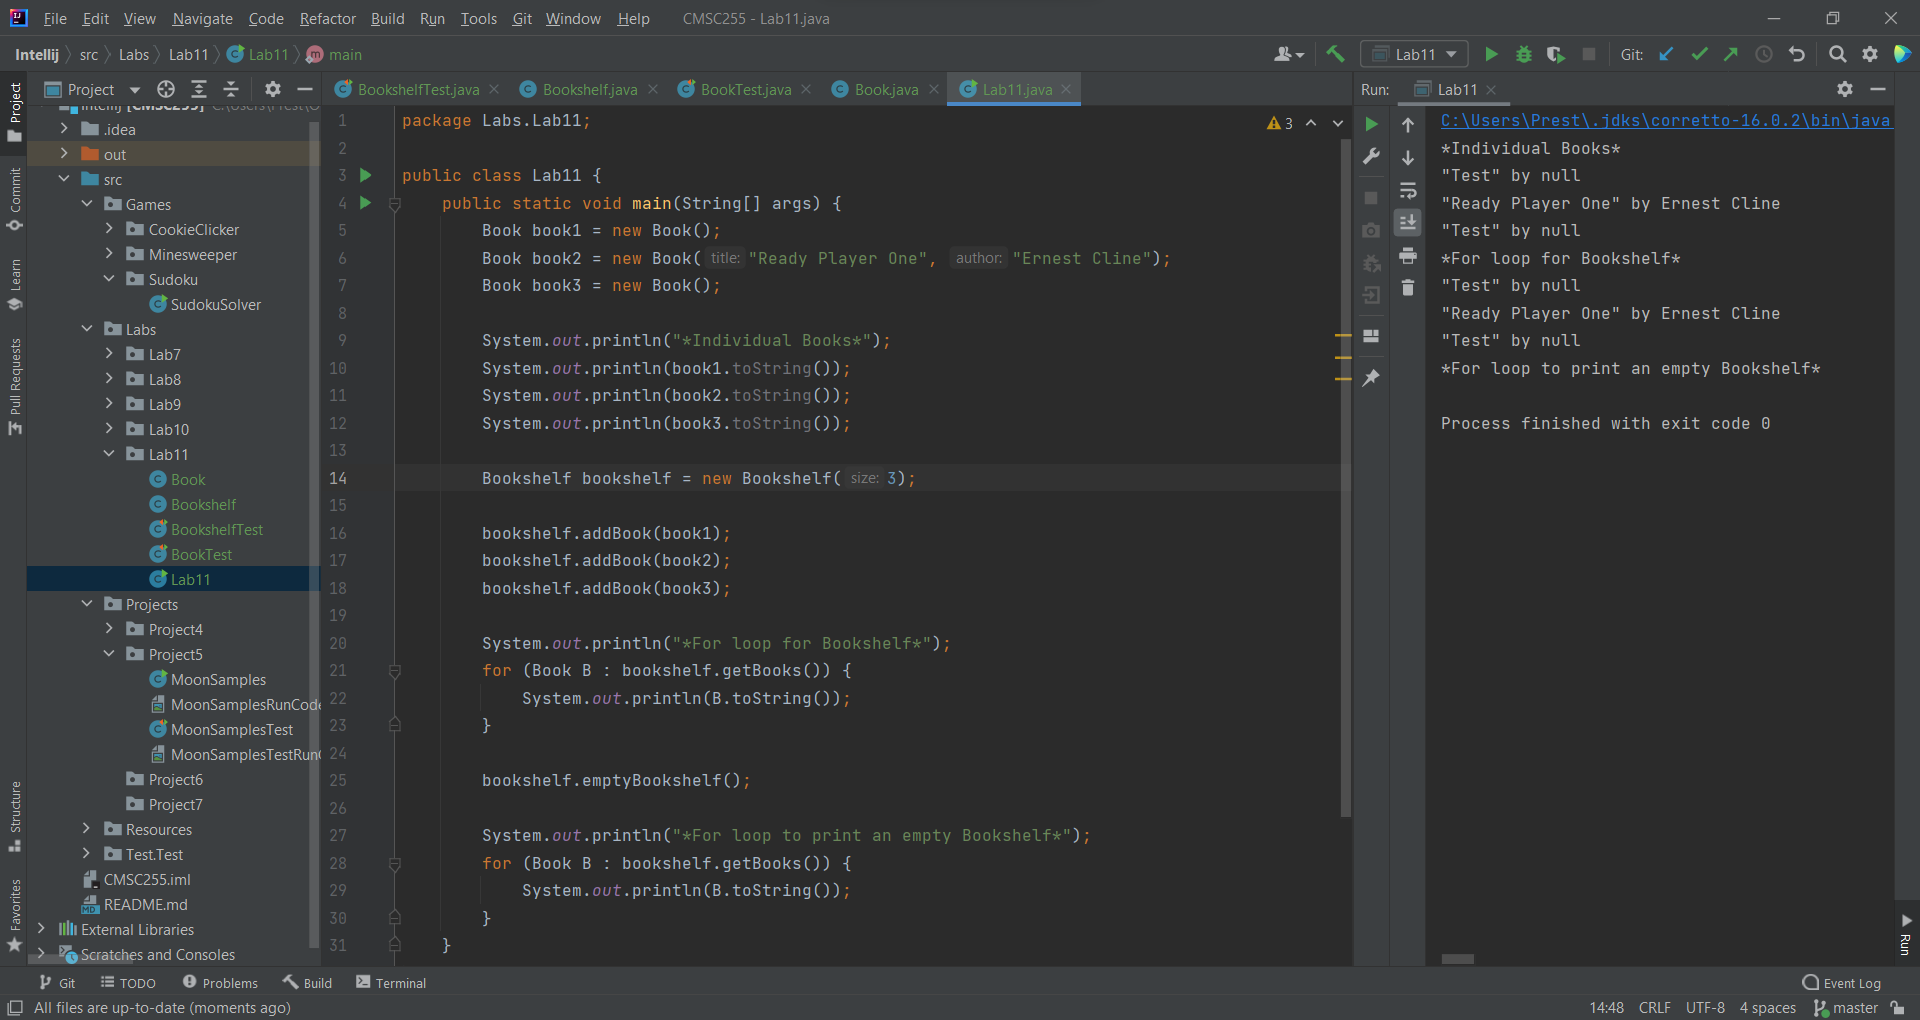 File Edit View Navigate Code Refactor Build Run Tools Git Window Help CMSC255 - Lab11.java
Intellij src Labs Lab11 Lab11 main
Lab11
Git:
Project
BookshelfTest.java
Bookshelf.java
BookTest.java
Book.java
Lab11.java
Run: Lab11
Project
Commit
Learn
Pull Requests
Structure
Favorites
.idea
out
src
Games
CookieClicker
Minesweeper
Sudoku
SudokuSolver
Labs
Lab7
Lab8
Lab9
Lab10
Lab11
Book
Bookshelf
BookshelfTest
BookTest
Lab11
Projects
Project4
Project5
MoonSamples
MoonSamplesRunCode
MoonSamplesTest
MoonSamplesTestRun
Project6
Project7
Resources
Test.Test
CMSC255.iml
README.md
External Libraries
Scratches and Consoles
3
1 package Labs.Lab11;
2
3 public class Lab11 {
4 public static void main(String[] args) {
5 Book book1 = new Book();
6 Book book2 = new Book( title: "Ready Player One", author: "Ernest Cline");
7 Book book3 = new Book();
8
9 System.out.println("*Individual Books*");
10 System.out.println(book1.toString());
11 System.out.println(book2.toString());
12 System.out.println(book3.toString());
13
14 Bookshelf bookshelf = new Bookshelf( size: 3);
15
16 bookshelf.addBook(book1);
17 bookshelf.addBook(book2);
18 bookshelf.addBook(book3);
19
20 System.out.println("*For loop for Bookshelf*");
21 for (Book B : bookshelf.getBooks()) {
22 System.out.println(B.toString());
23 }
24
25 bookshelf.emptyBookshelf();
26
27 System.out.println("*For loop to print an empty Bookshelf*");
28 for (Book B : bookshelf.getBooks()) {
29 System.out.println(B.toString());
30 }
31 }
C:\Users\Prest\.jdks\corretto-16.0.2\bin\java
*Individual Books*
"Test" by null
"Ready Player One" by Ernest Cline
"Test" by null
*For loop for Bookshelf*
"Test" by null
"Ready Player One" by Ernest Cline
"Test" by null
*For loop to print an empty Bookshelf*
Process finished with exit code 0
Run
Git TODO Problems Build Terminal Event Log
All files are up-to-date (moments ago) 14:48 CRLF UTF-8 4 spaces master